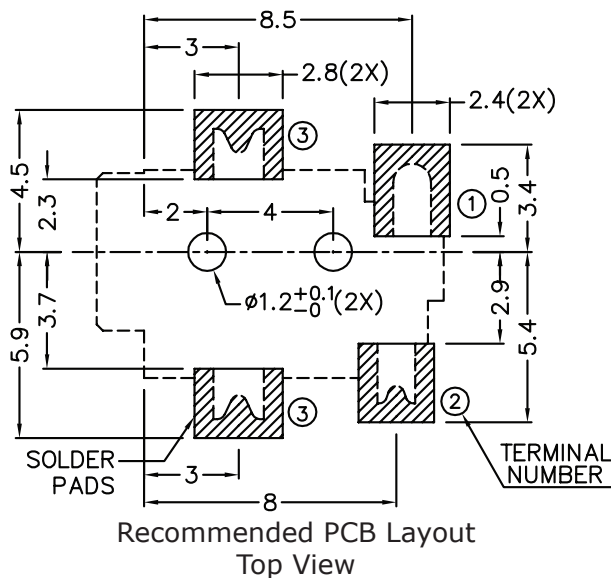 8.5
3
2.8(2X)
2.4(2X)
③
4.5
2.3
①
0.5
3.4
2
4
ø1.2+0.1-0(2X)
3.7
5.9
2.9
5.4
③
②
SOLDER
PADS
3
8
TERMINAL
NUMBER
Recommended PCB Layout
Top View